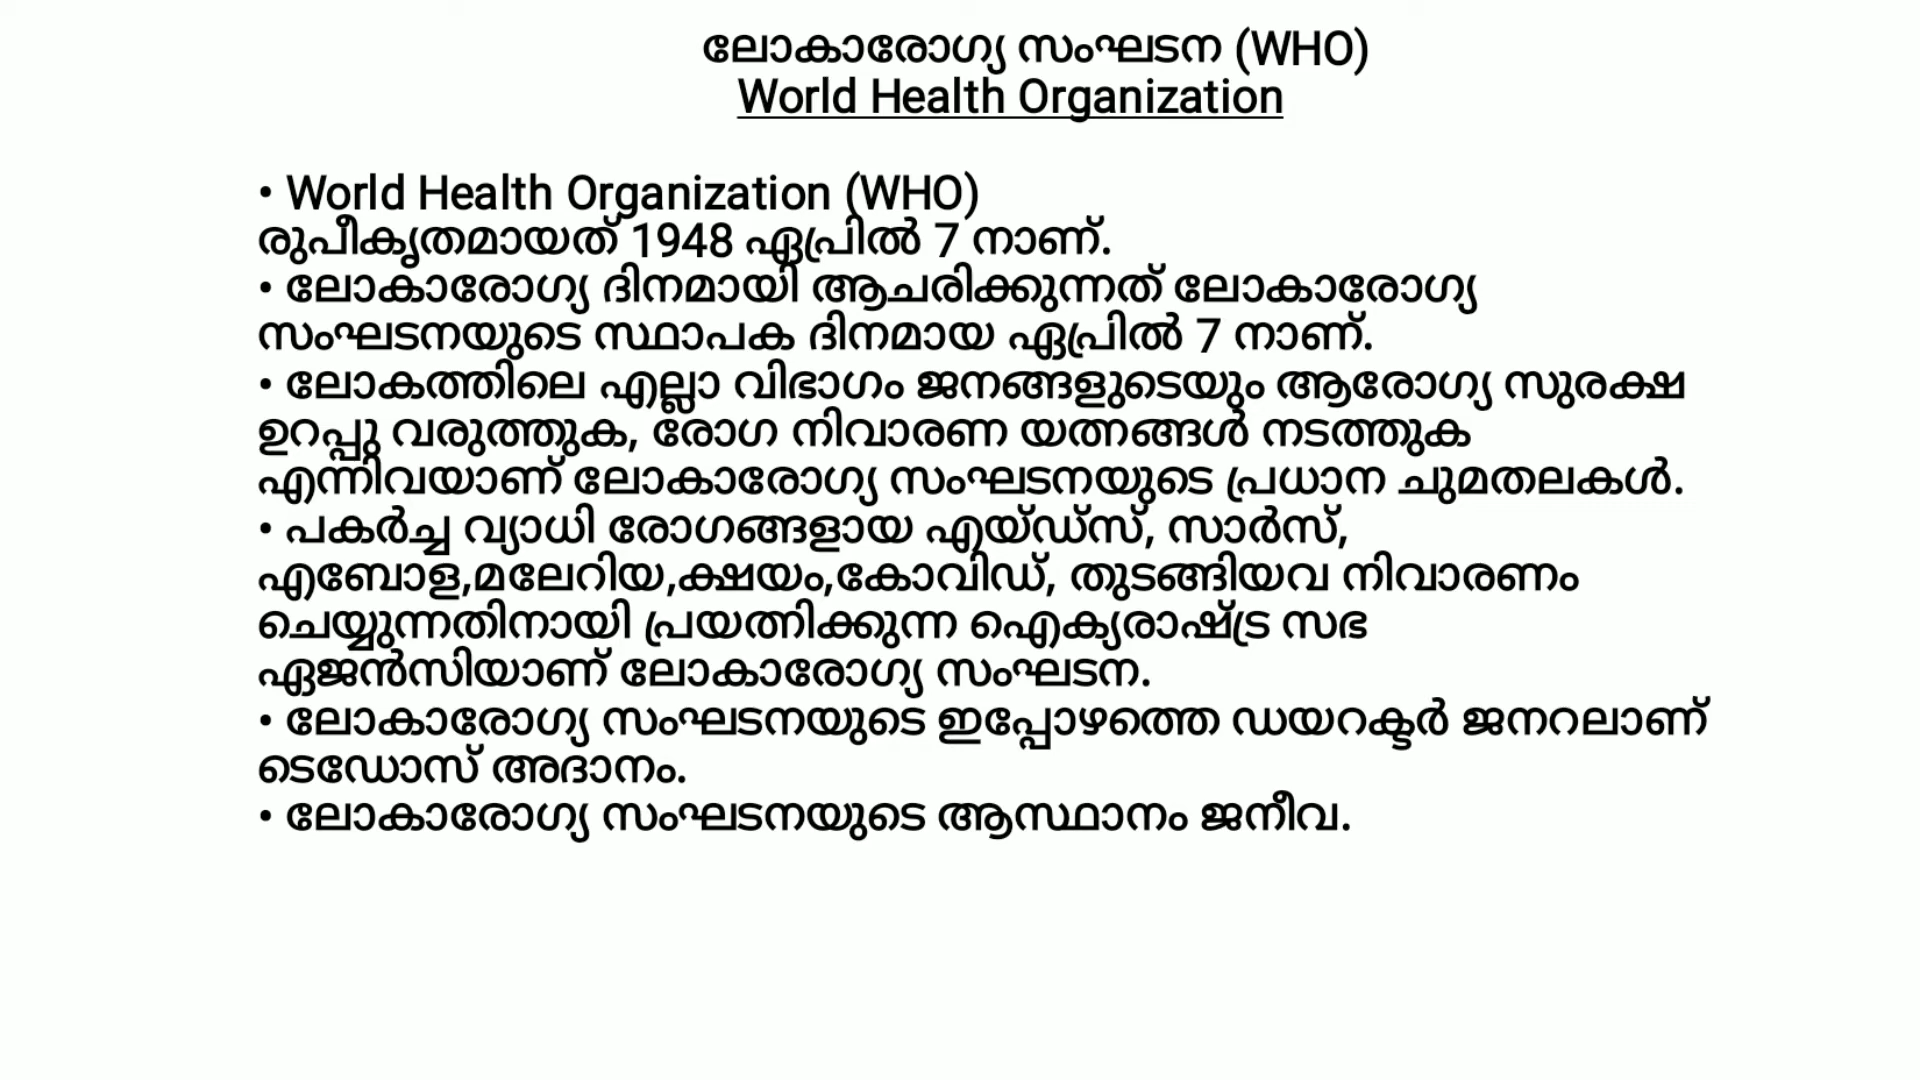 ലോകാരോഗ്യ സംഘടന (WHO)
World Health Organization
• World Health Organization (WHO)
രുപീകൃതമായത് 1948 ഏപ്രിൽ 7 നാണ്.
• ലോകാരോഗ്യ ദിനമായി ആചരിക്കുന്നത് ലോകാരോഗ്യ
സംഘടനയുടെ സ്ഥാപക ദിനമായ ഏപ്രിൽ 7 നാണ്.
• ലോകത്തിലെ എല്ലാ വിഭാഗം ജനങ്ങളുടെയും ആരോഗ്യ സുരക്ഷ
ഉറപ്പു വരുത്തുക, രോഗ നിവാരണ യത്നങ്ങൾ നടത്തുക
എന്നിവയാണ് ലോകാരോഗ്യ സംഘടനയുടെ പ്രധാന ചുമതലകൾ.
• പകർച്ച വ്യാധി രോഗങ്ങളായ എയ്ഡ്സ്, സാർസ്,
എബോള,മലേറിയ,ക്ഷയം,കോവിഡ്, തുടങ്ങിയവ നിവാരണം
ചെയ്യുന്നതിനായി പ്രയത്നിക്കുന്ന ഐക്യരാഷ്ട്ര സഭ
ഏജൻസിയാണ് ലോകാരോഗ്യ സംഘടന.
• ലോകാരോഗ്യ സംഘടനയുടെ ഇപ്പോഴത്തെ ഡയറക്ടർ ജനറലാണ്
ടെഡോസ് അദാനം.
• ലോകാരോഗ്യ സംഘടനയുടെ ആസ്ഥാനം ജനീവ.